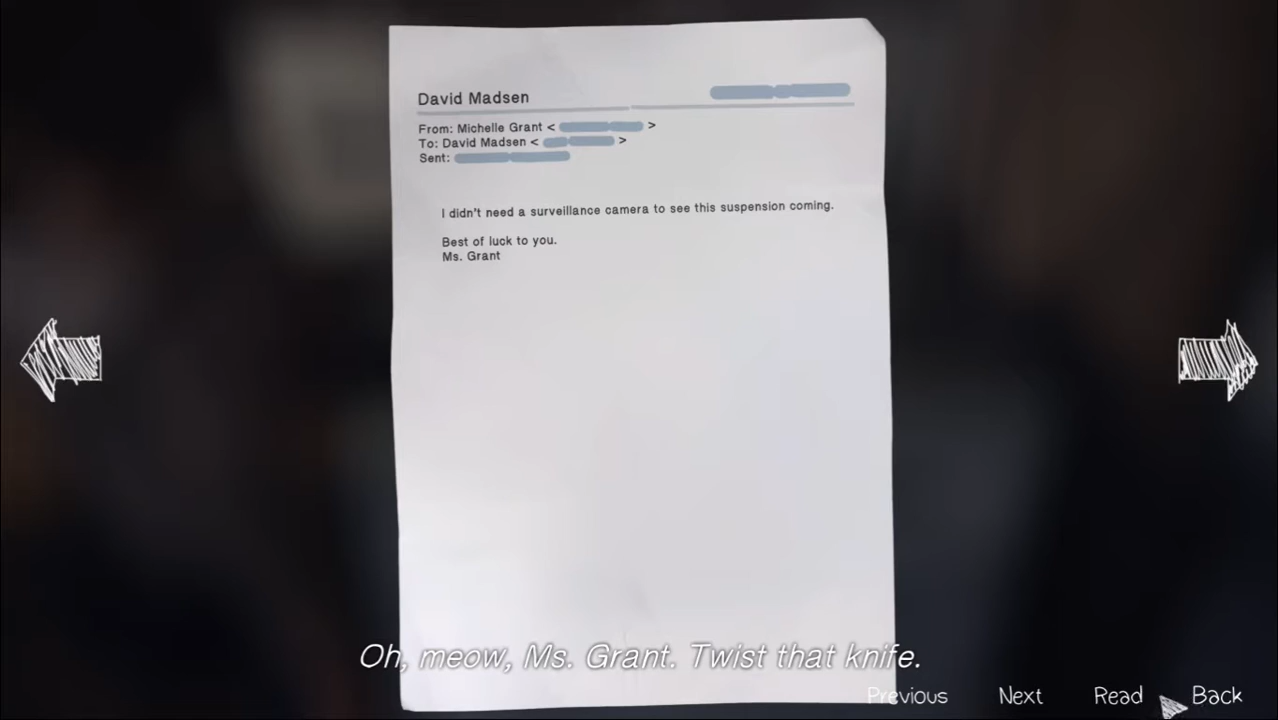 David Madsen
From: Michelle Grant < >
To: David Madsen < >
Sent:
I didn't need a surveillance camera to see this suspension coming.
Best of luck to you.
Ms. Grant
Oh, meow, Ms. Grant. Twist that knife.
Previous Next Read Back